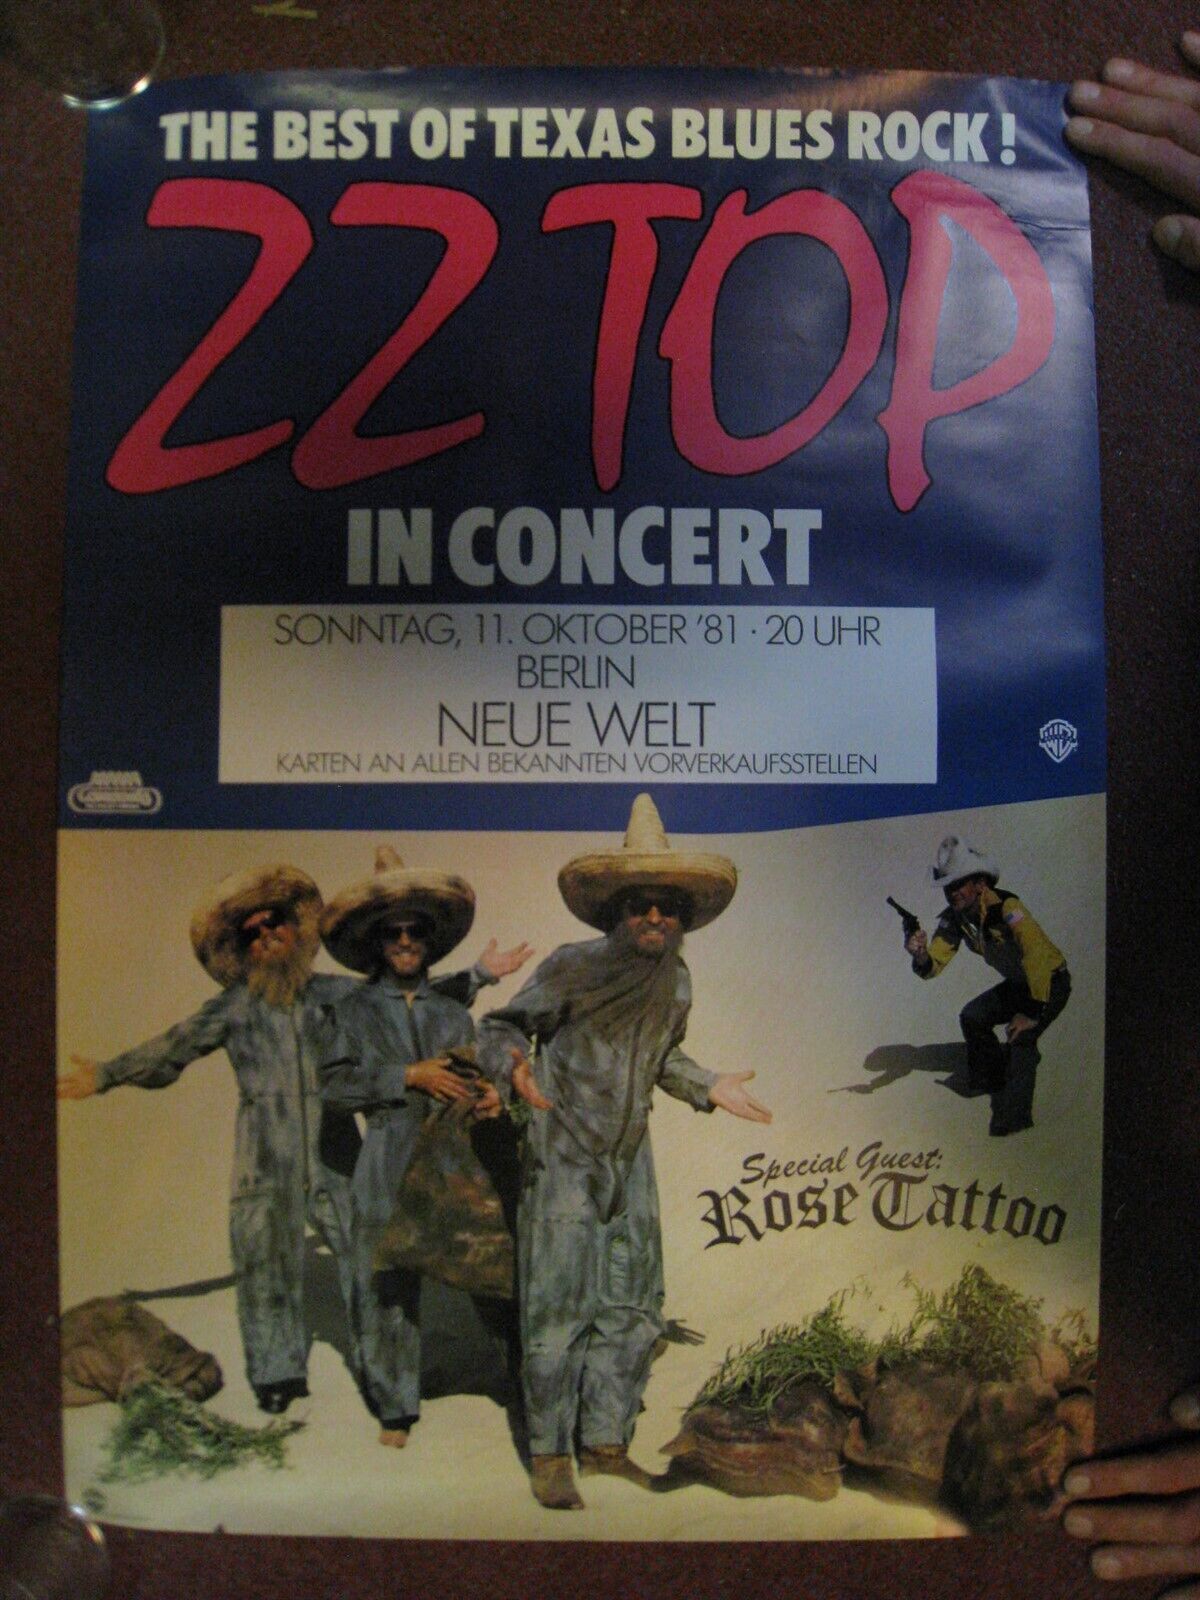 THE BEST OF TEXAS BLUES ROCK!
ZZ TOP
IN CONCERT
SONNTAG, 11. OKTOBER '81 · 20 UHR
BERLIN
NEUE WELT
KARTEN AN ALLEN BEKANNTEN VORVERKAUFSSTELLEN
Special Guest:
Rose Tattoo